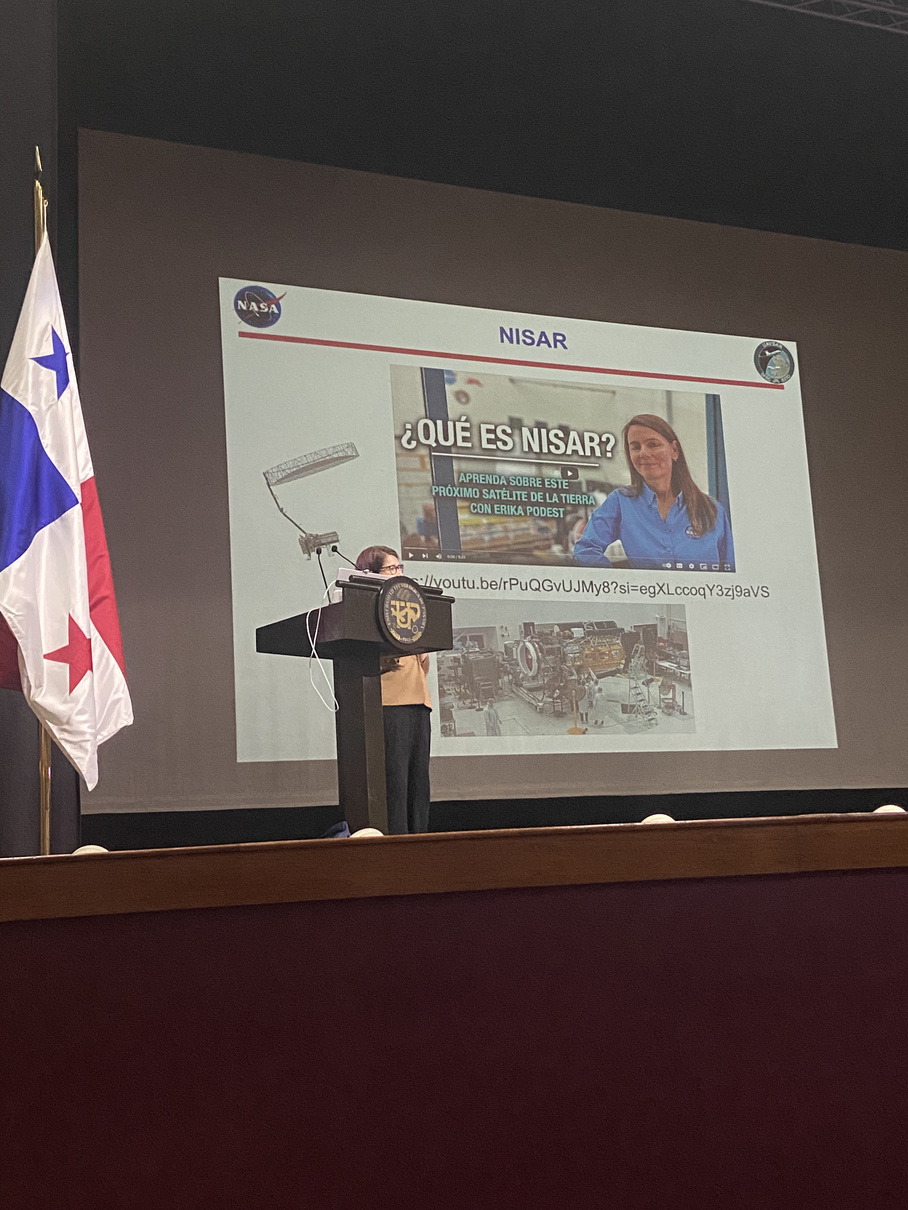 NASA
NISAR
¿QUÉ ES NISAR?
APRENDA SOBRE ESTE
PRÓXIMO SATÉLITE DE LA TIERRA
CON ERIKA PODEST
://youtu.be/rPuQGvUJMy8?si=egXLccoqY3zj9aVS
UTP